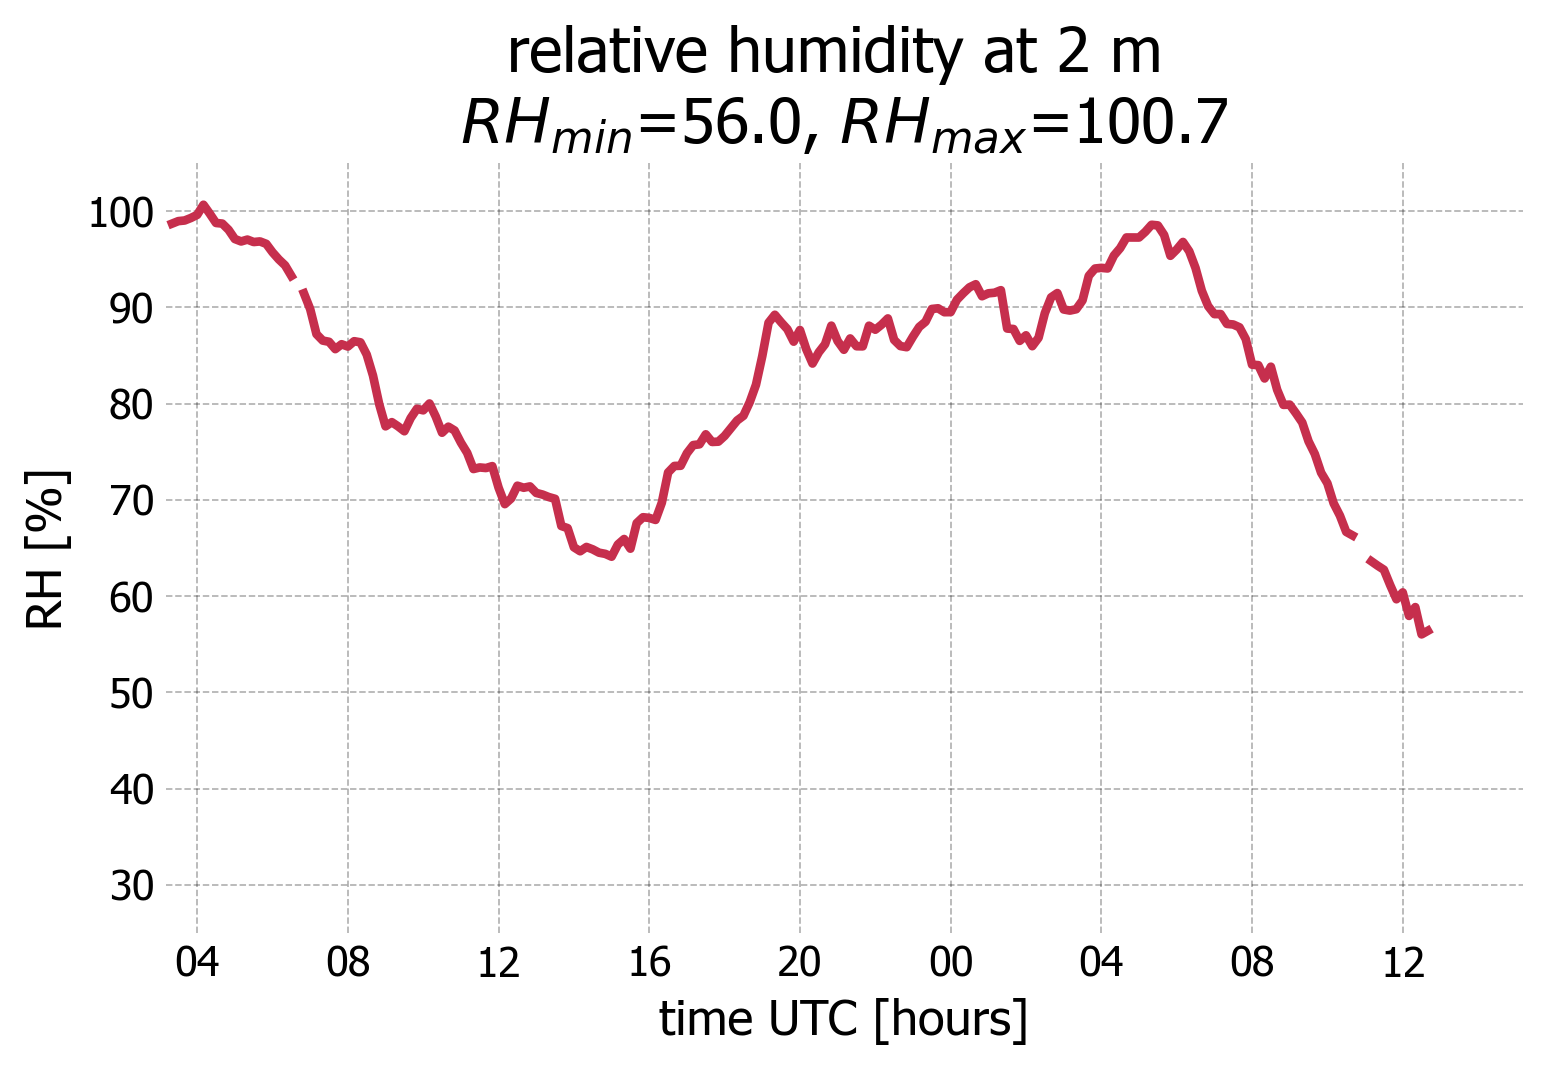 relative humidity at 2 m
RH_min=56.0, RH_max=100.7
100
90
80
70
60
50
40
30
RH [%]
04 08 12 16 20 00 04 08 12
time UTC [hours]